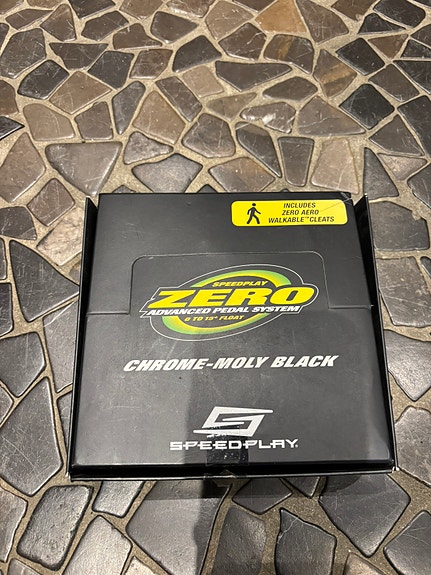 INCLUDES
ZERO AERO
WALKABLE™ CLEATS
SPEEDPLAY
ZERO
ADVANCED PEDAL SYSTEM
0 TO 15° FLOAT
CHROME-MOLY BLACK
SPEEDPLAY®